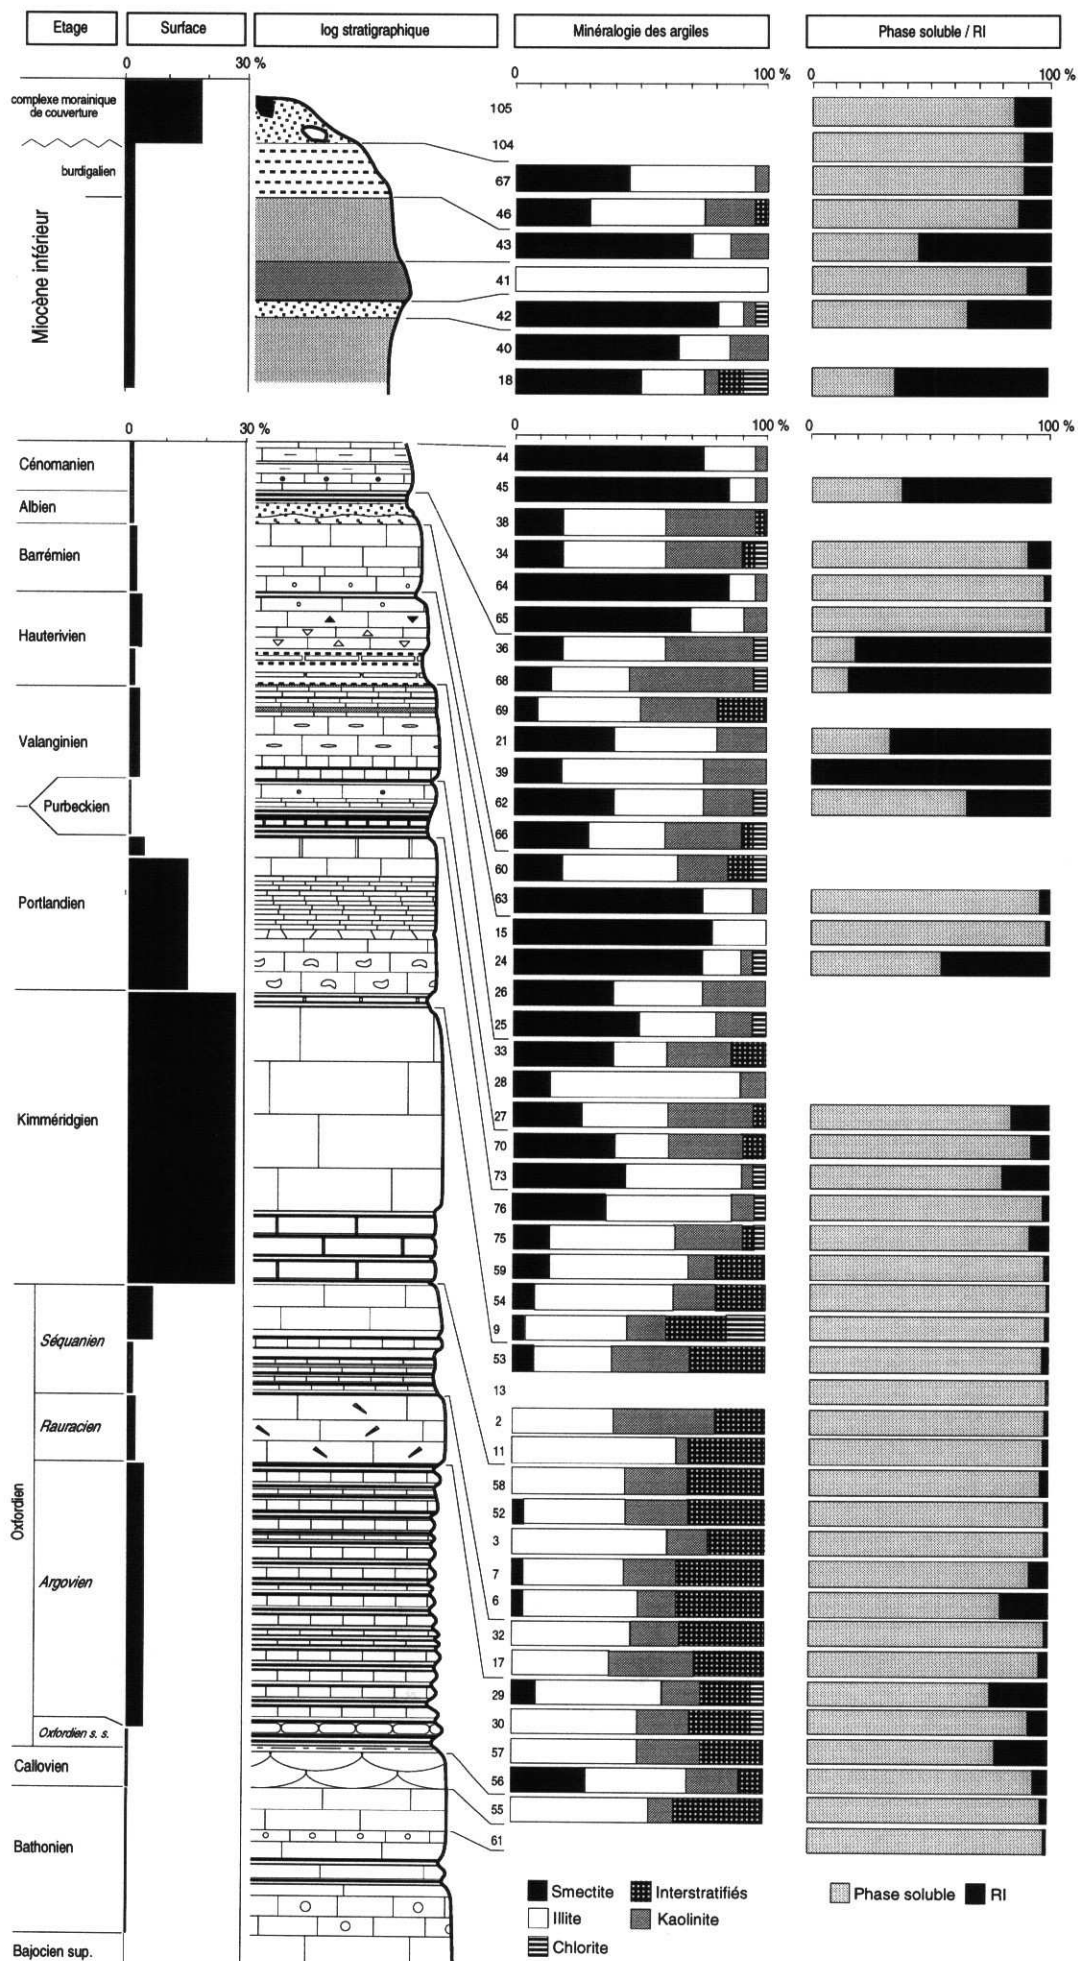 Etage Surface log stratigraphique Minéralogie des argiles Phase soluble / RI
0 30 % 0 100 % 0 100 %
complexe morainique
de couverture
burdigalien
Miocène inférieur
105
104
67
46
43
41
42
40
18
0 30 % 0 100 % 0 100 %
Cénomanien
Albien
Barrémien
Hauterivien
Valanginien
Purbeckien
Portlandien
Kimméridgien
Séquanien
Rauracien
Oxfordien
Argovien
Oxfordien s. s.
Callovien
Bathonien
Bajocien sup.
44
45
38
34
64
65
36
68
69
21
39
62
66
60
63
15
24
26
25
33
28
27
70
73
76
75
59
54
9
53
13
2
11
58
52
3
7
6
32
17
29
30
57
56
55
61
Smectite Interstratifiés
Illite Kaolinite
Chlorite
Phase soluble RI